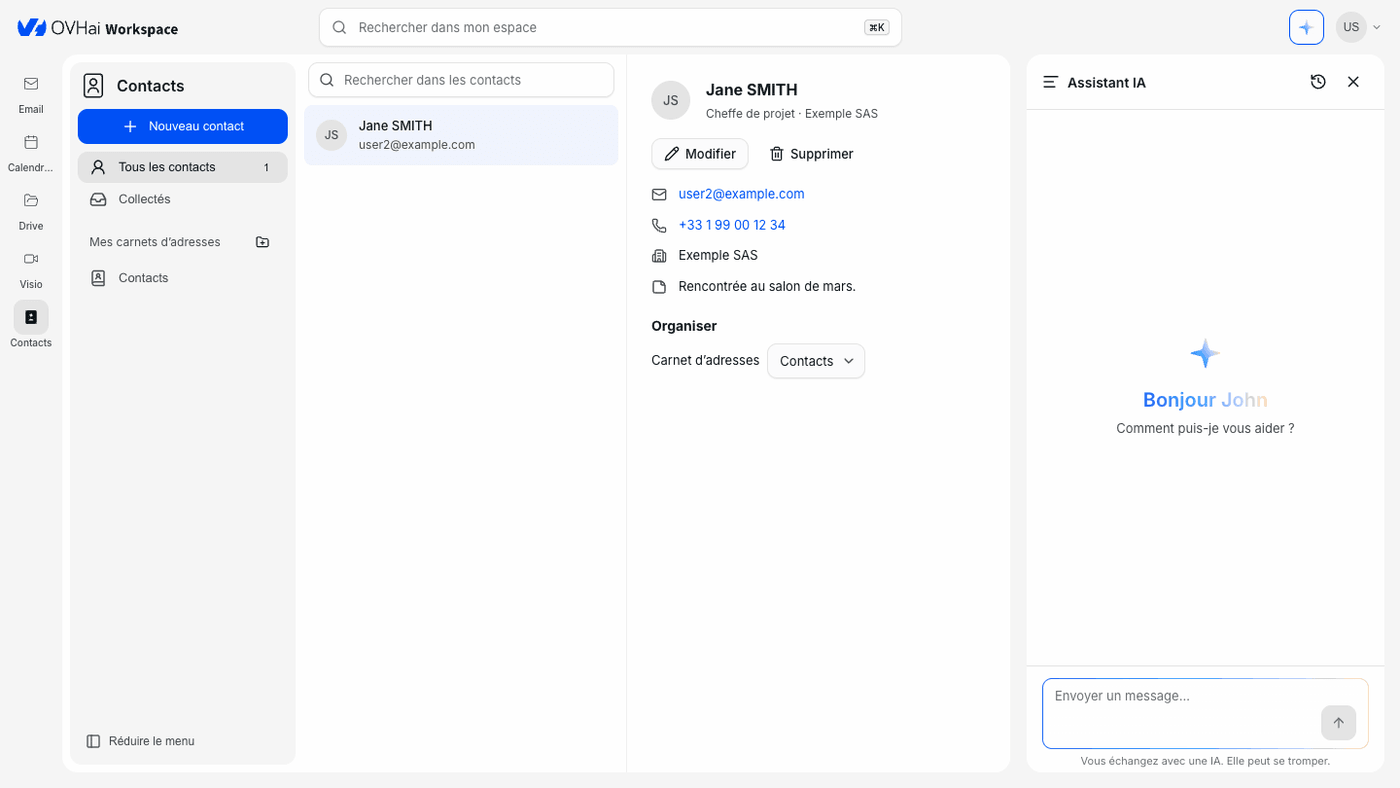 OVHai Workspace
Rechercher dans mon espace
⌘K
US
Email
Calendr...
Drive
Visio
Contacts
Contacts
Nouveau contact
Tous les contacts 1
Collectés
Mes carnets d’adresses
Contacts
Réduire le menu
Rechercher dans les contacts
JS
Jane SMITH
user2@example.com
JS
Jane SMITH
Cheffe de projet · Exemple SAS
Modifier
Supprimer
user2@example.com
+33 1 99 00 12 34
Exemple SAS
Rencontrée au salon de mars.
Organiser
Carnet d’adresses
Contacts
Assistant IA
Bonjour John
Comment puis-je vous aider ?
Envoyer un message...
Vous échangez avec une IA. Elle peut se tromper.